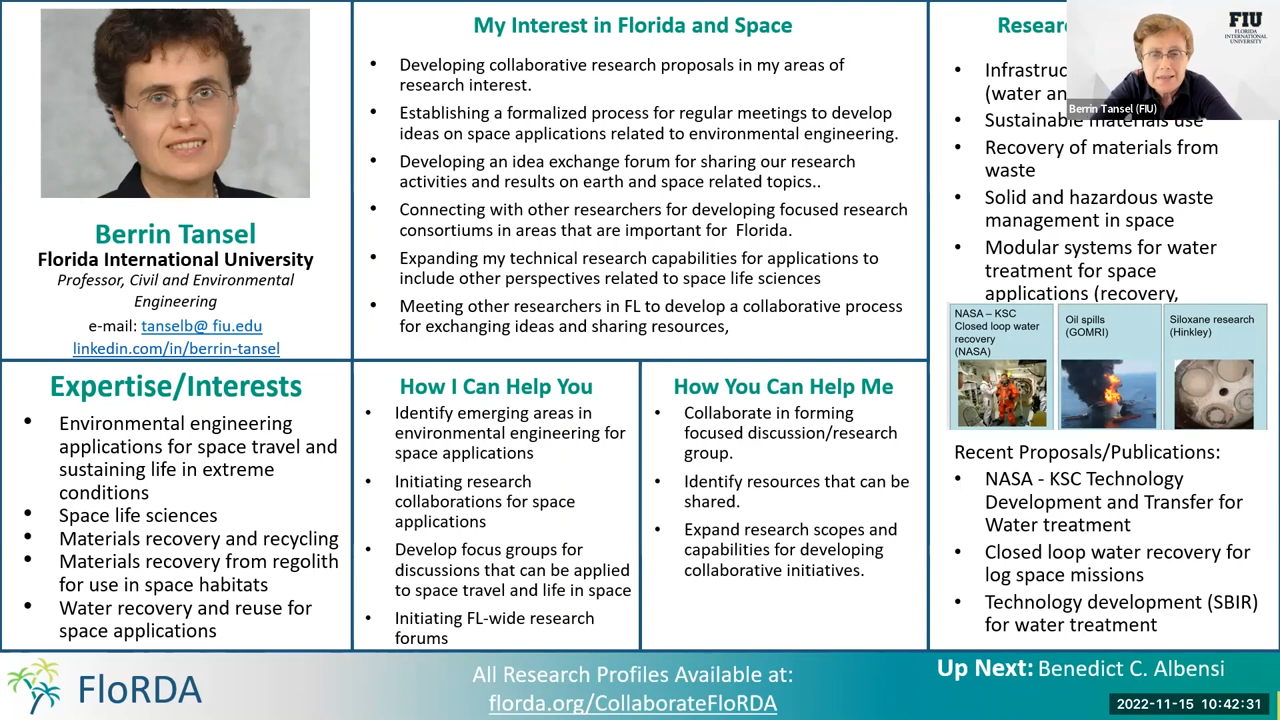 Berrin Tansel
Florida International University
Professor, Civil and Environmental
Engineering
e-mail: tanselb@ fiu.edu
linkedin.com/in/berrin-tansel
My Interest in Florida and Space
• Developing collaborative research proposals in my areas of
research interest.
• Establishing a formalized process for regular meetings to develop
ideas on space applications related to environmental engineering.
• Developing an idea exchange forum for sharing our research
activities and results on earth and space related topics..
• Connecting with other researchers for developing focused research
consortiums in areas that are important for Florida.
• Expanding my technical research capabilities for applications to
include other perspectives related to space life sciences
• Meeting other researchers in FL to develop a collaborative process
for exchanging ideas and sharing resources,
Expertise/Interests
• Environmental engineering
applications for space travel and
sustaining life in extreme
conditions
• Space life sciences
• Materials recovery and recycling
• Materials recovery from regolith
for use in space habitats
• Water recovery and reuse for
space applications
How I Can Help You
• Identify emerging areas in
environmental engineering for
space applications
• Initiating research
collaborations for space
applications
• Develop focus groups for
discussions that can be applied
to space travel and life in space
• Initiating FL-wide research
forums
How You Can Help Me
• Collaborate in forming
focused discussion/research
group.
• Identify resources that can be
shared.
• Expand research scopes and
capabilities for developing
collaborative initiatives.
FIU
FLORIDA
INTERNATIONAL
UNIVERSITY
Berrin Tansel (FIU)
• Sustainable materials use
• Recovery of materials from
waste
• Solid and hazardous waste
management in space
• Modular systems for water
treatment for space
applications (recovery,
NASA – KSC
Closed loop water
recovery
(NASA)
Oil spills
(GOMRI)
Siloxane research
(Hinkley)
Recent Proposals/Publications:
• NASA - KSC Technology
Development and Transfer for
Water treatment
• Closed loop water recovery for
log space missions
• Technology development (SBIR)
for water treatment
FloRDA
All Research Profiles Available at:
florda.org/CollaborateFloRDA
Up Next: Benedict C. Albensi
2022-11-15 10:42:31